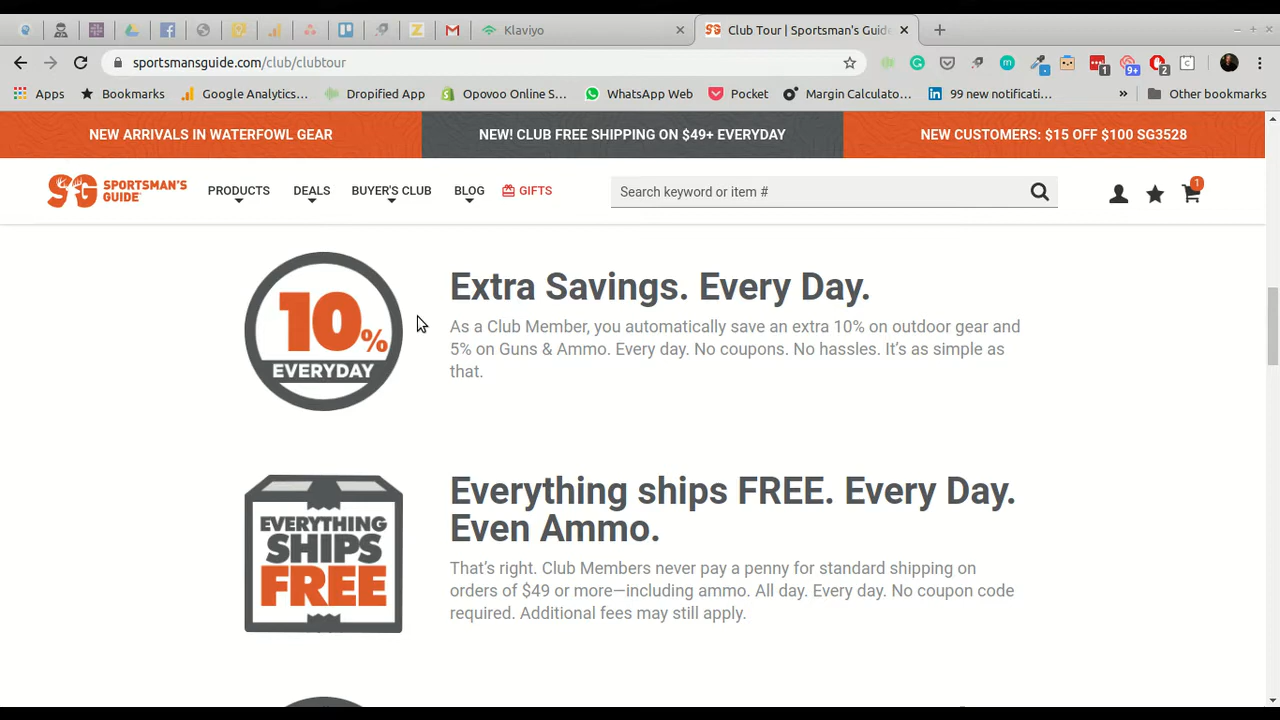 Klaviyo
Club Tour | Sportsman's Guide
sportsmansguide.com/club/clubtour
1
9+
2
Apps
Bookmarks
Google Analytics...
Dropified App
Opovoo Online S...
WhatsApp Web
Pocket
Margin Calculato...
99 new notificati...
»
Other bookmarks
NEW ARRIVALS IN WATERFOWL GEAR
NEW! CLUB FREE SHIPPING ON $49+ EVERYDAY
NEW CUSTOMERS: $15 OFF $100 SG3528
SG SPORTSMAN'S
GUIDE
PRODUCTS
DEALS
BUYER'S CLUB
BLOG
GIFTS
Search keyword or item #
1
10%
EVERYDAY
Extra Savings. Every Day.
As a Club Member, you automatically save an extra 10% on outdoor gear and
5% on Guns & Ammo. Every day. No coupons. No hassles. It's as simple as
that.
EVERYTHING
SHIPS
FREE
Everything ships FREE. Every Day.
Even Ammo.
That's right. Club Members never pay a penny for standard shipping on
orders of $49 or more—including ammo. All day. Every day. No coupon code
required. Additional fees may still apply.